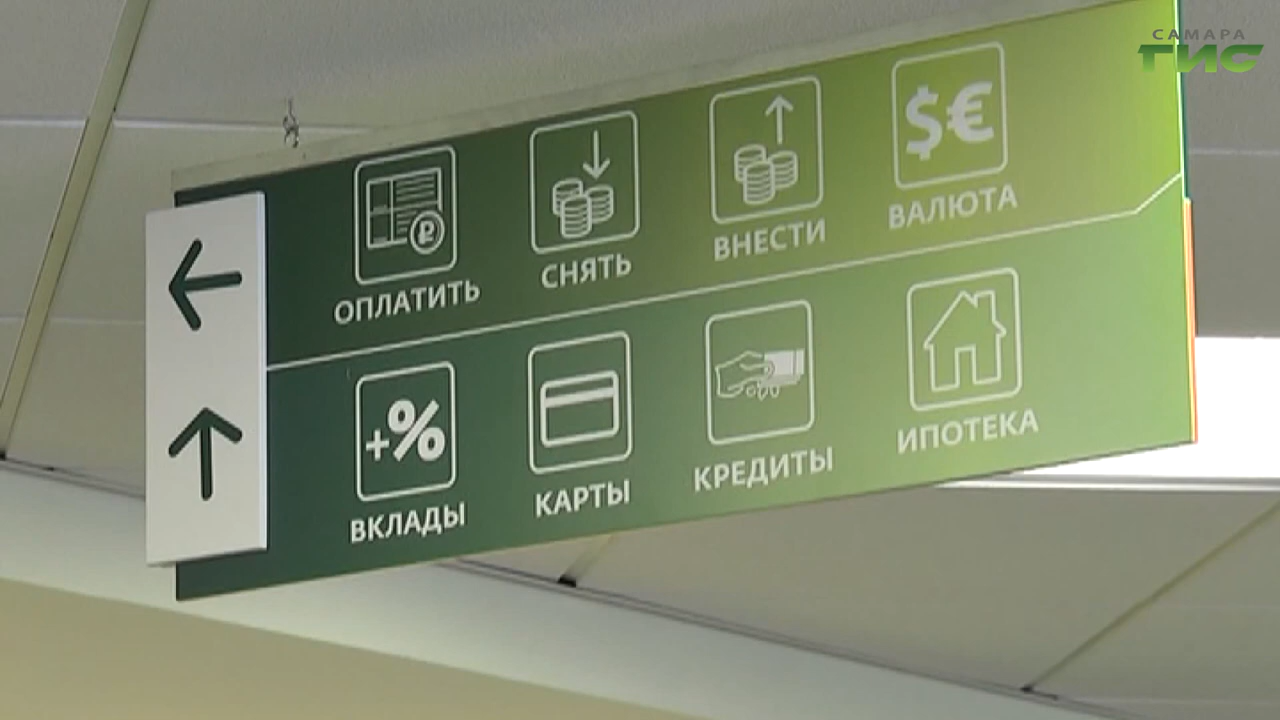 САМАРА
ГИС
ОПЛАТИТЬ СНЯТЬ ВНЕСТИ $€ ВАЛЮТА
+% ВКЛАДЫ КАРТЫ КРЕДИТЫ ИПОТЕКА